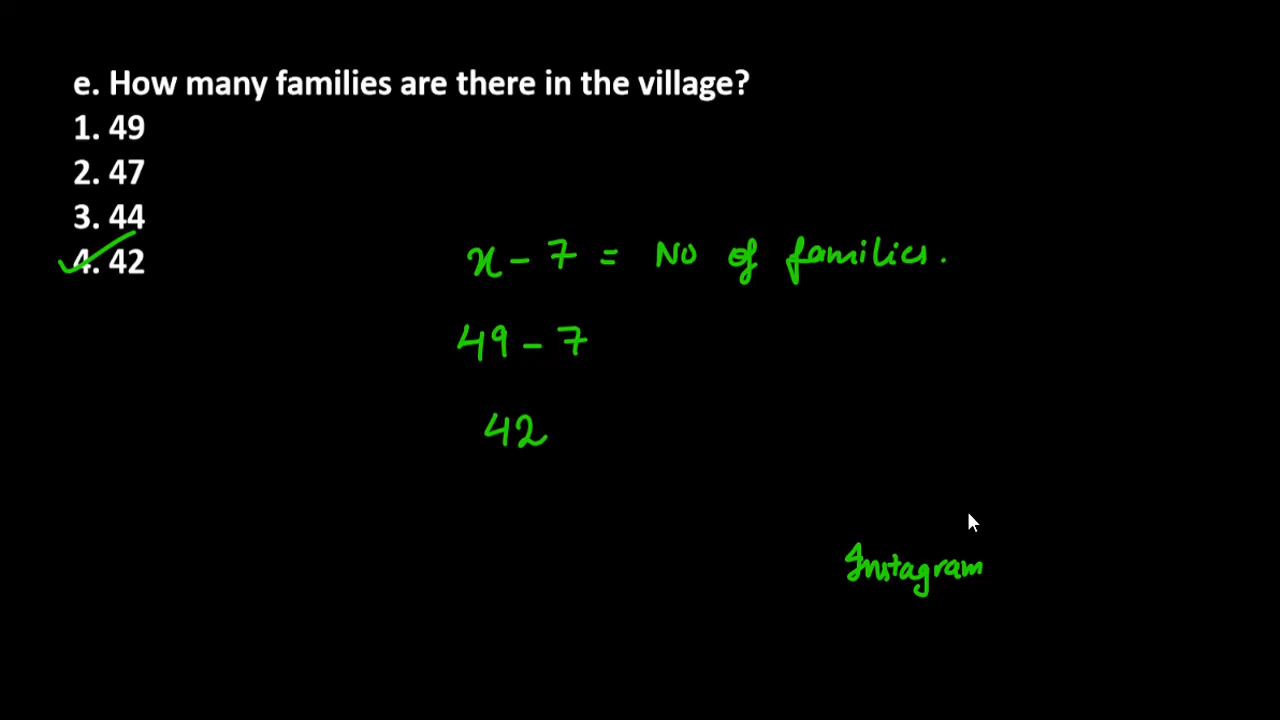 e. How many families are there in the village?
1. 49
2. 47
3. 44
4. 42
x - 7 = No of families.
49 - 7
42
Instagram